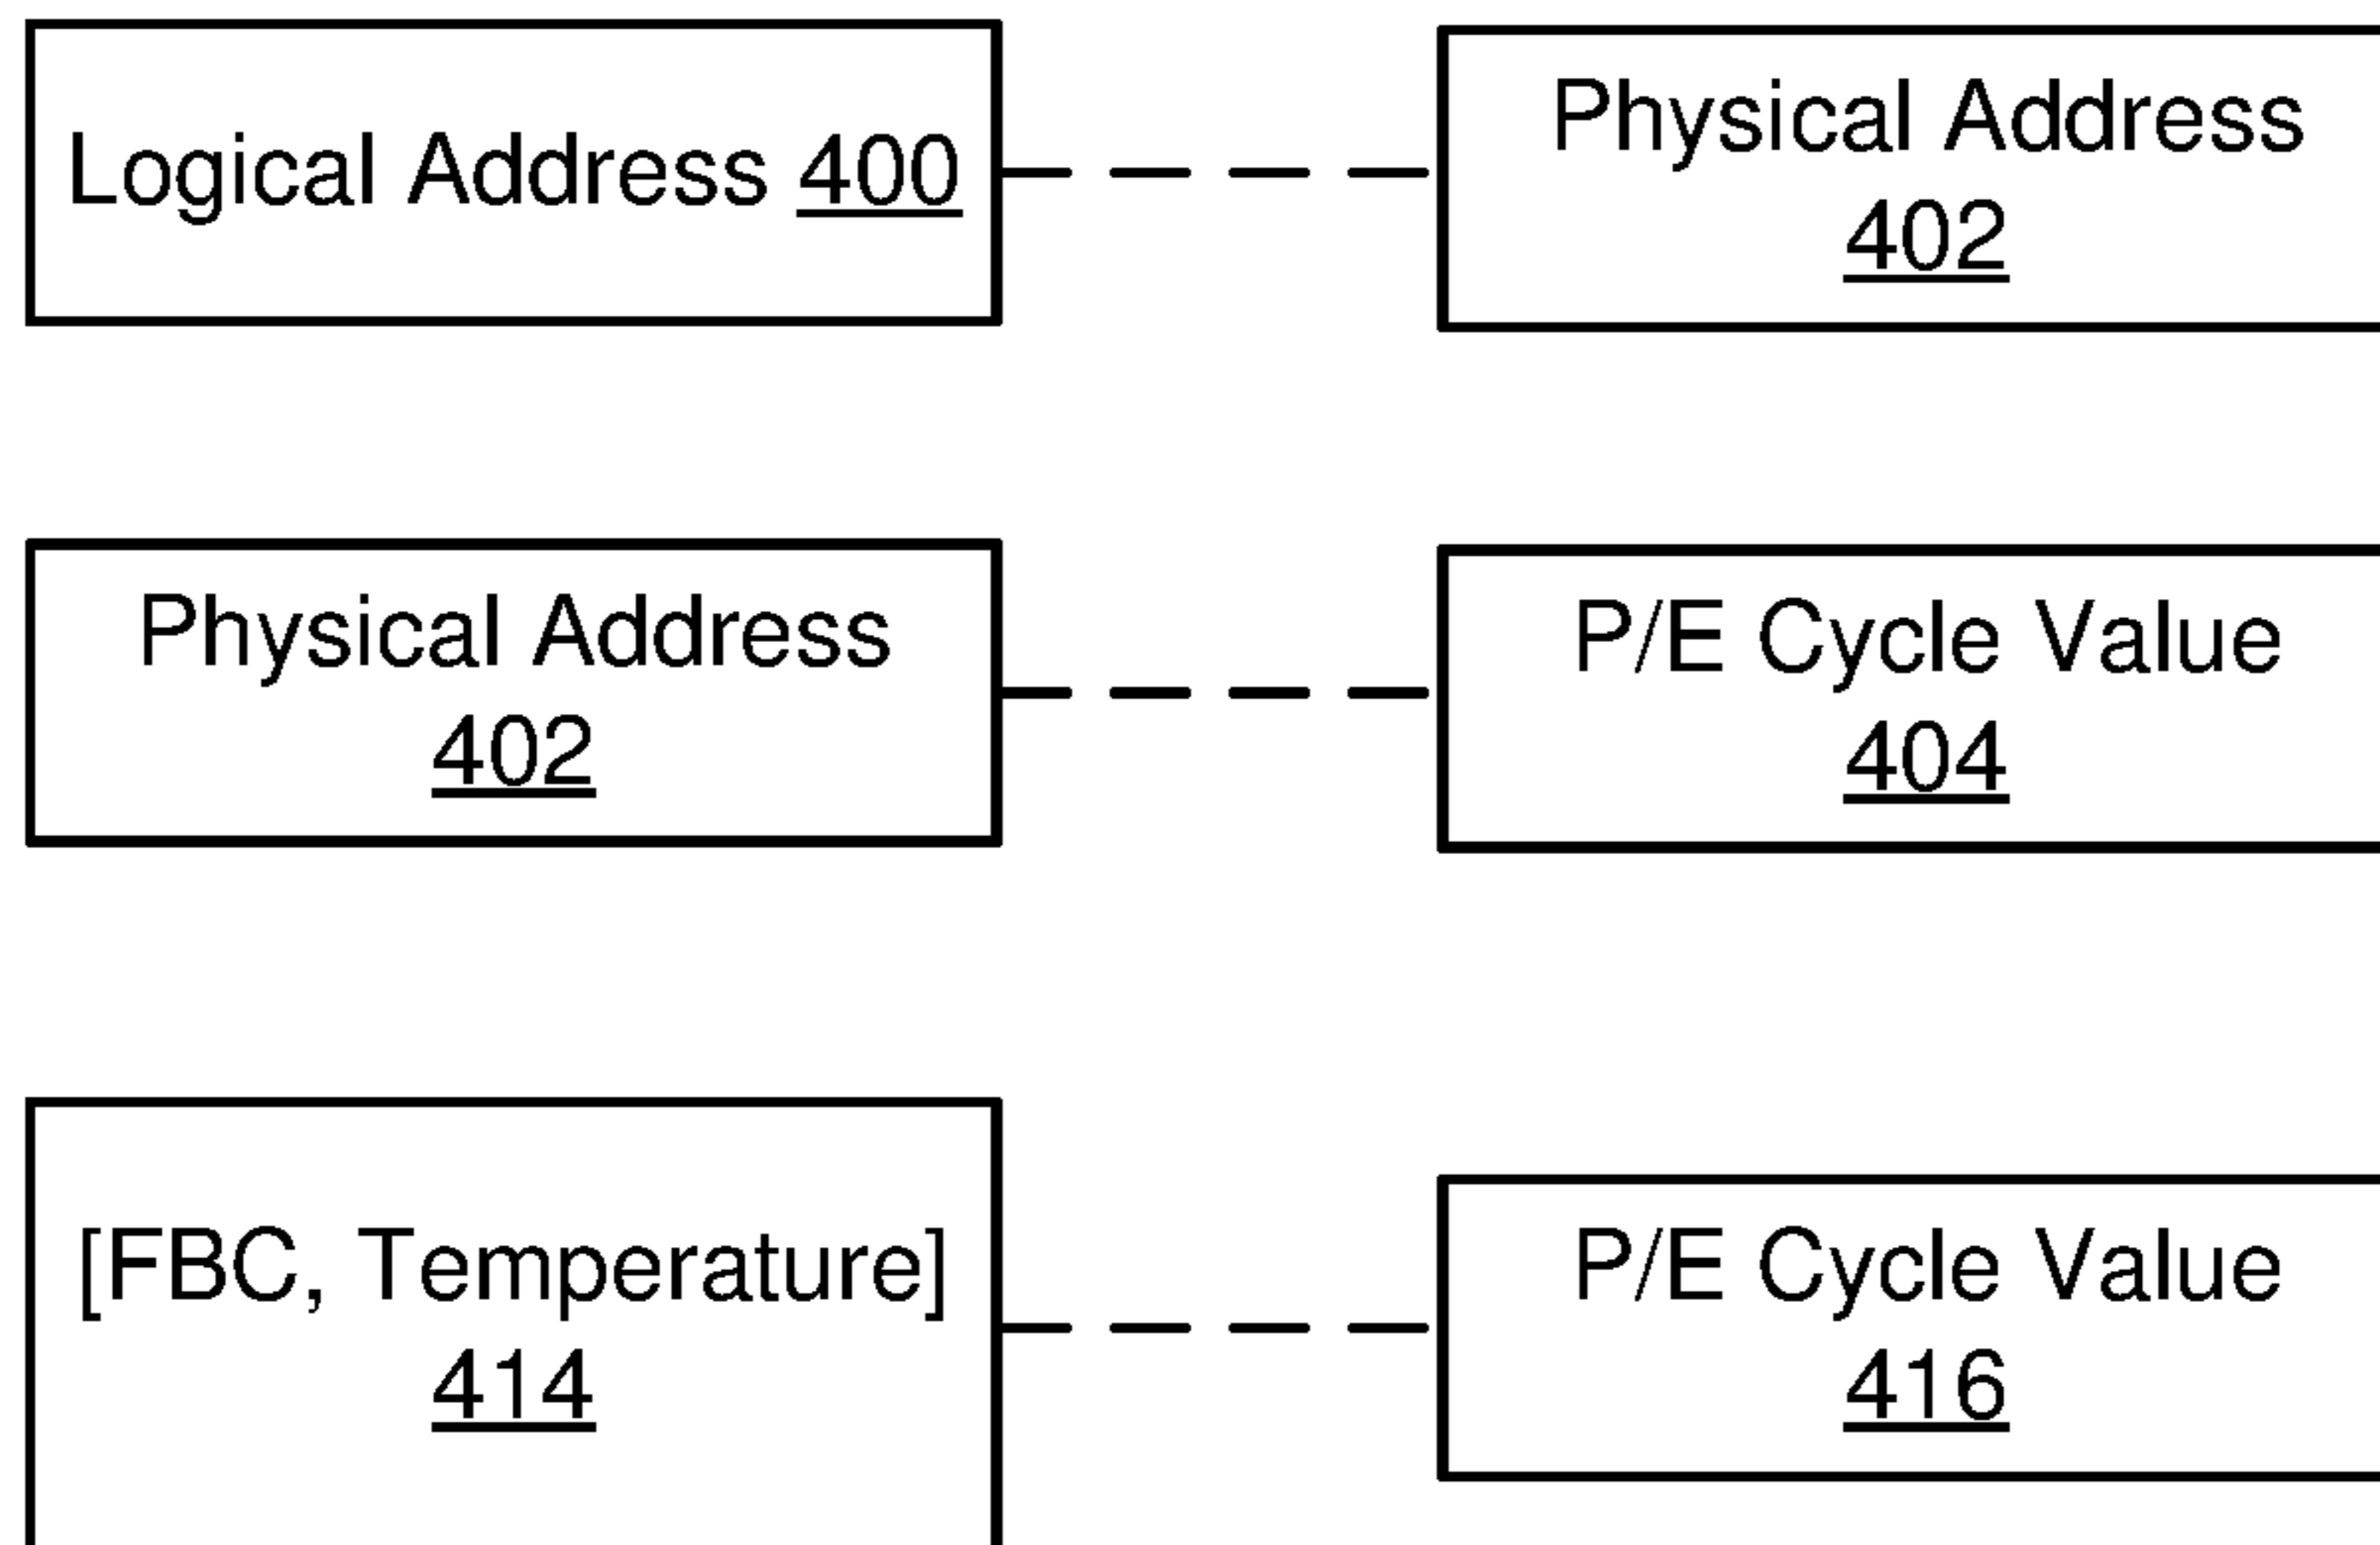 Logical Address 400
Physical Address
402
Physical Address
402
P/E Cycle Value
404
[FBC, Temperature]
414
P/E Cycle Value
416